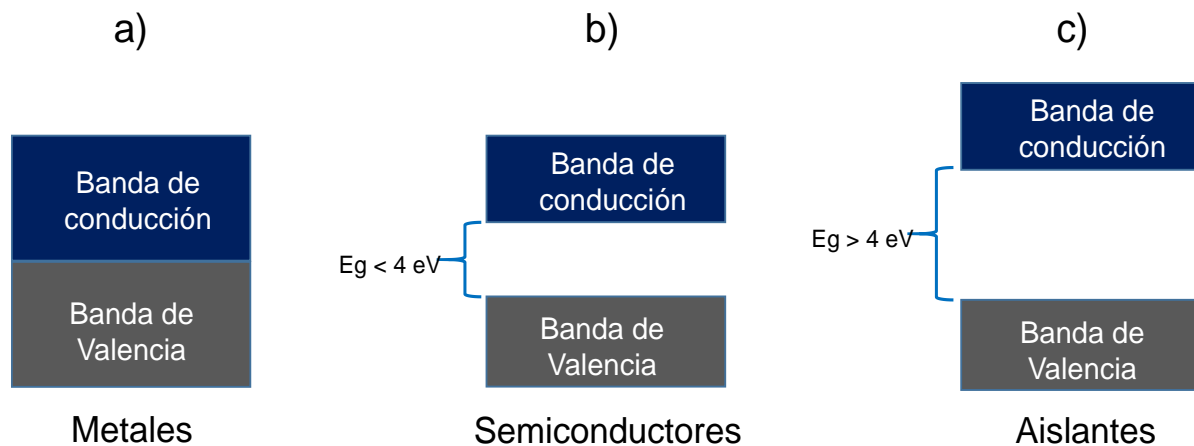 a)
b)
c)
Banda de
conducción
Banda de
Valencia
Metales
Banda de
conducción
Eg < 4 eV
Banda de
Valencia
Semiconductores
Banda de
conducción
Eg > 4 eV
Banda de
Valencia
Aislantes